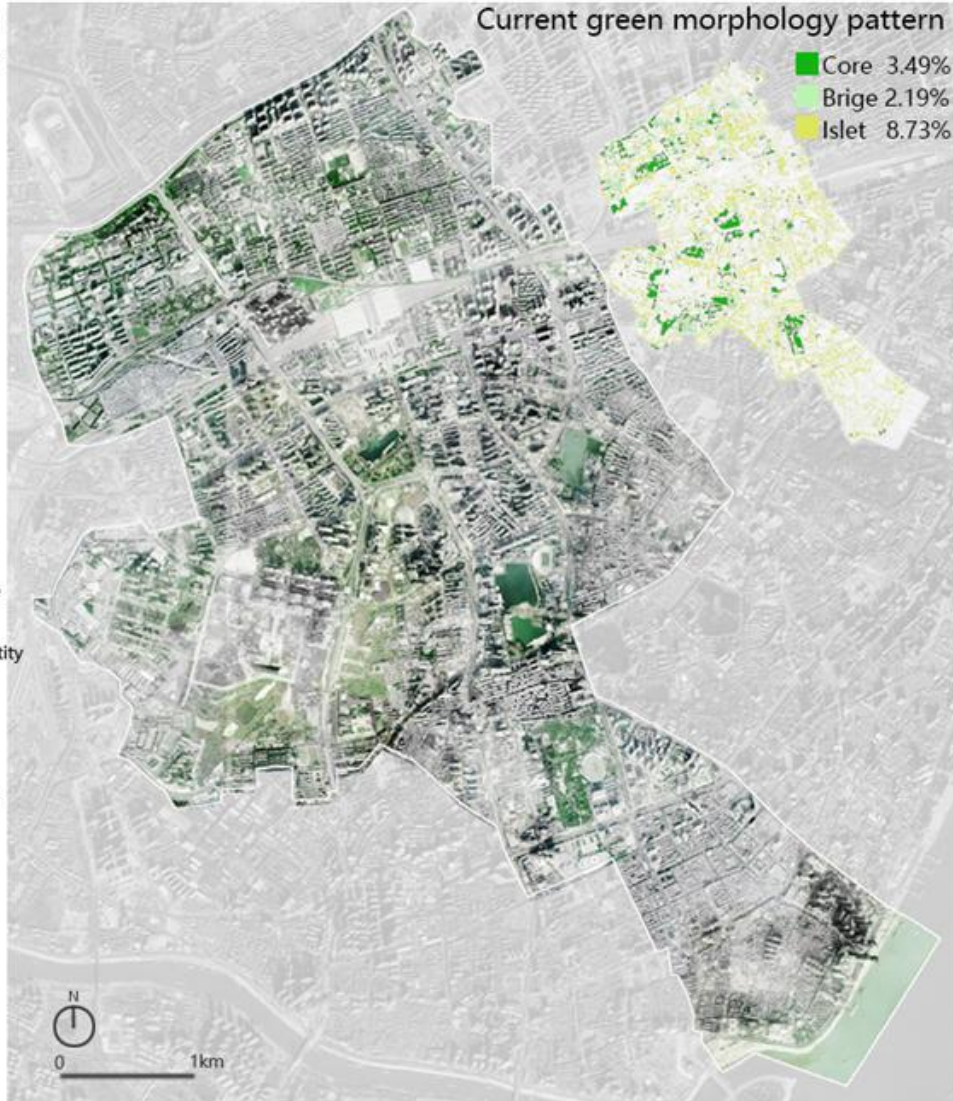 Current green morphology pattern
Core 3.49%
Brige 2.19%
Islet 8.73%
tity
N
0 1km